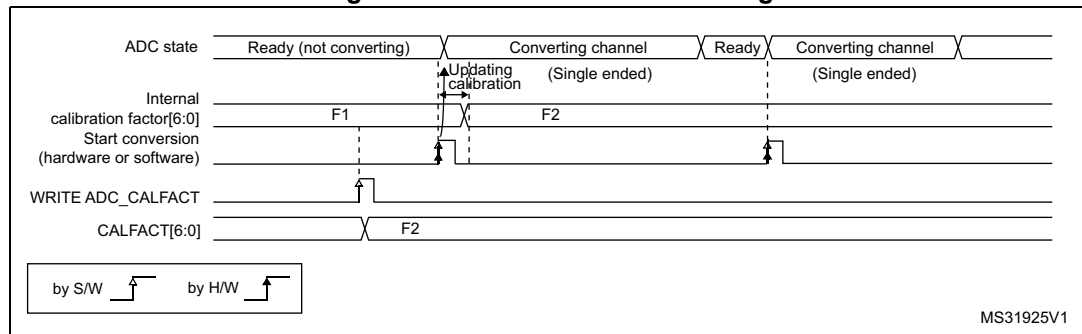 ADC state
Ready (not converting)
Converting channel
Ready
Converting channel
(Single ended)
(Single ended)
Updating
calibration
Internal
calibration factor[6:0]
F1
F2
Start conversion
(hardware or software)
WRITE ADC_CALFACT
CALFACT[6:0]
F2
by S/W
by H/W
MS31925V1